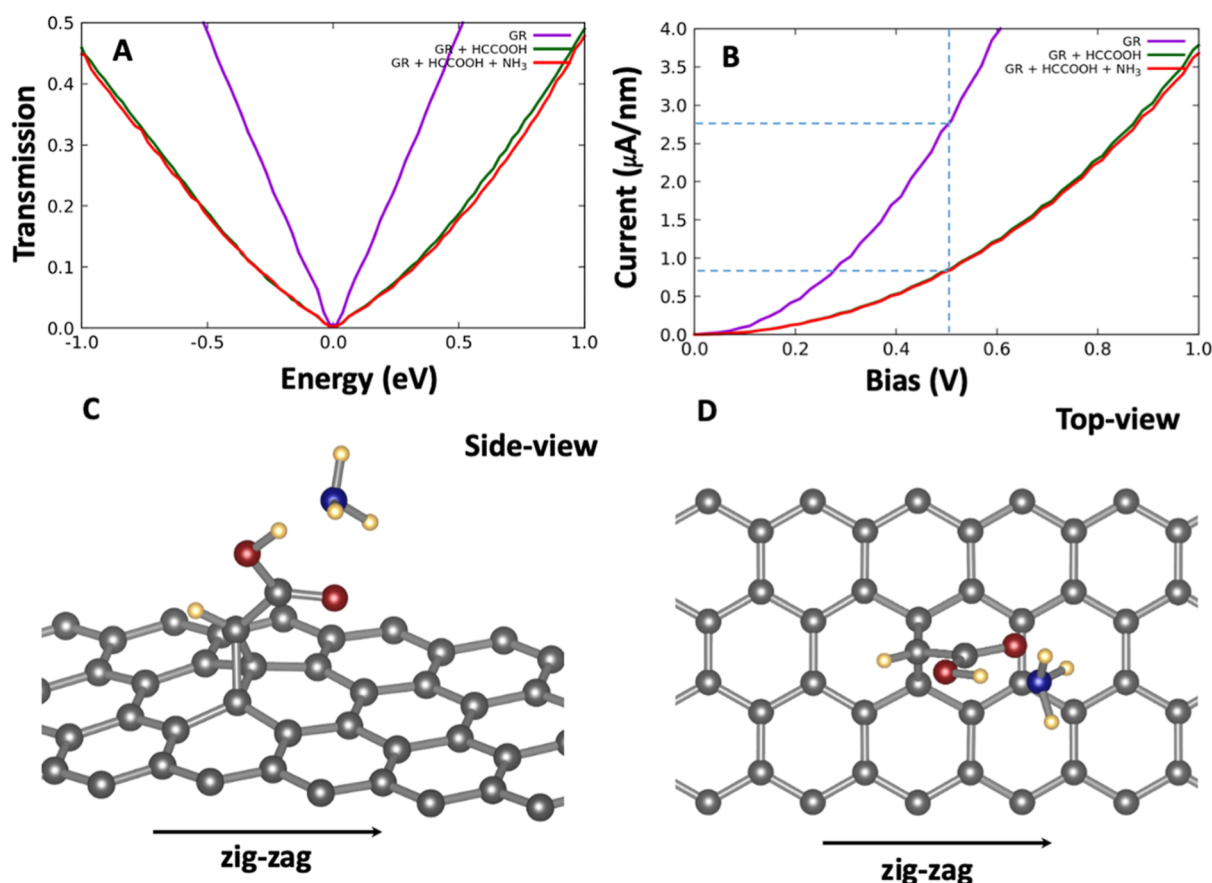 A
GR
GR + HCCOOH
GR + HCCOOH + NH₃
0.5
0.4
0.3
0.2
0.1
0.0
Transmission
-1.0
-0.5
0.0
0.5
1.0
Energy (eV)
B
GR
GR + HCCOOH
GR + HCCOOH + NH₃
4.0
3.5
3.0
2.5
2.0
1.5
1.0
0.5
0.0
Current (μA/nm)
0.0
0.2
0.4
0.6
0.8
1.0
Bias (V)
C
Side-view
zig-zag
D
Top-view
zig-zag